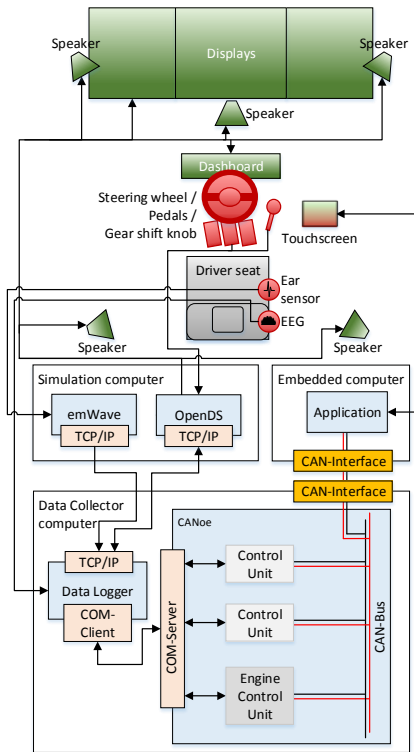 Speaker
Displays
Speaker
Speaker
Dashboard
Steering wheel /
Pedals /
Gear shift knob
Touchscreen
Driver seat
Ear
sensor
EEG
Speaker
Speaker
Simulation computer
Embedded computer
emWave
OpenDS
Application
TCP/IP
TCP/IP
CAN-Interface
CAN-Interface
Data Collector
computer
CANoe
TCP/IP
Data Logger
COM-
Client
COM-Server
Control
Unit
Control
Unit
Engine
Control
Unit
CAN-Bus